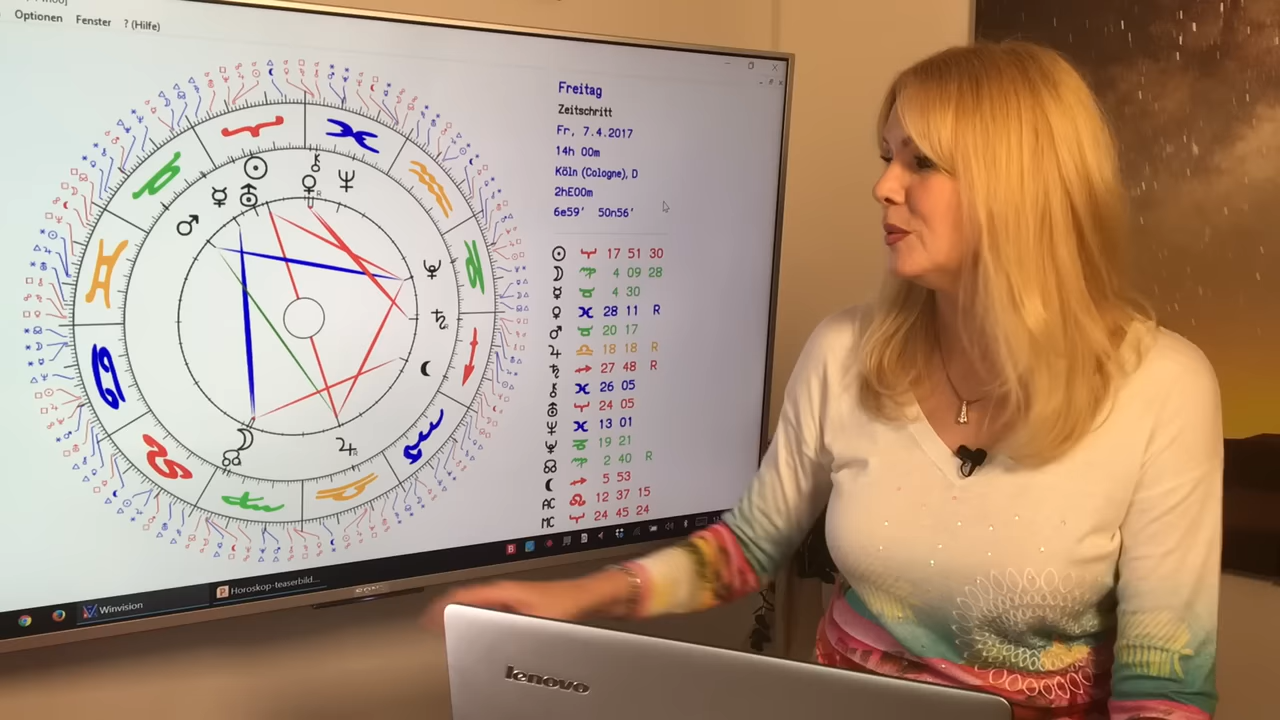 Optionen Fenster ? (Hilfe)
Freitag
Zeitschritt
Fr, 7.4.2017
14h 00m
Köln (Cologne), D
2hE00m
6e59' 50n56'
☉ ♈ 17 51 30
☽ ♍ 4 09 28
☿ ♉ 4 30
♀ ♓ 28 11 R
♂ ♉ 20 17
♃ ♎ 18 18 R
♄ ♐ 27 48 R
⚷ ♓ 26 05
⛢ ♈ 24 05
♆ ♓ 13 01
♑ 19 21
☊ ♍ 2 40 R
⚸ ♐ 5 53
AC ♌ 12 37 15
MC ♈ 24 45 24
Winvision
Horoskop-teaserbild...
lenovo